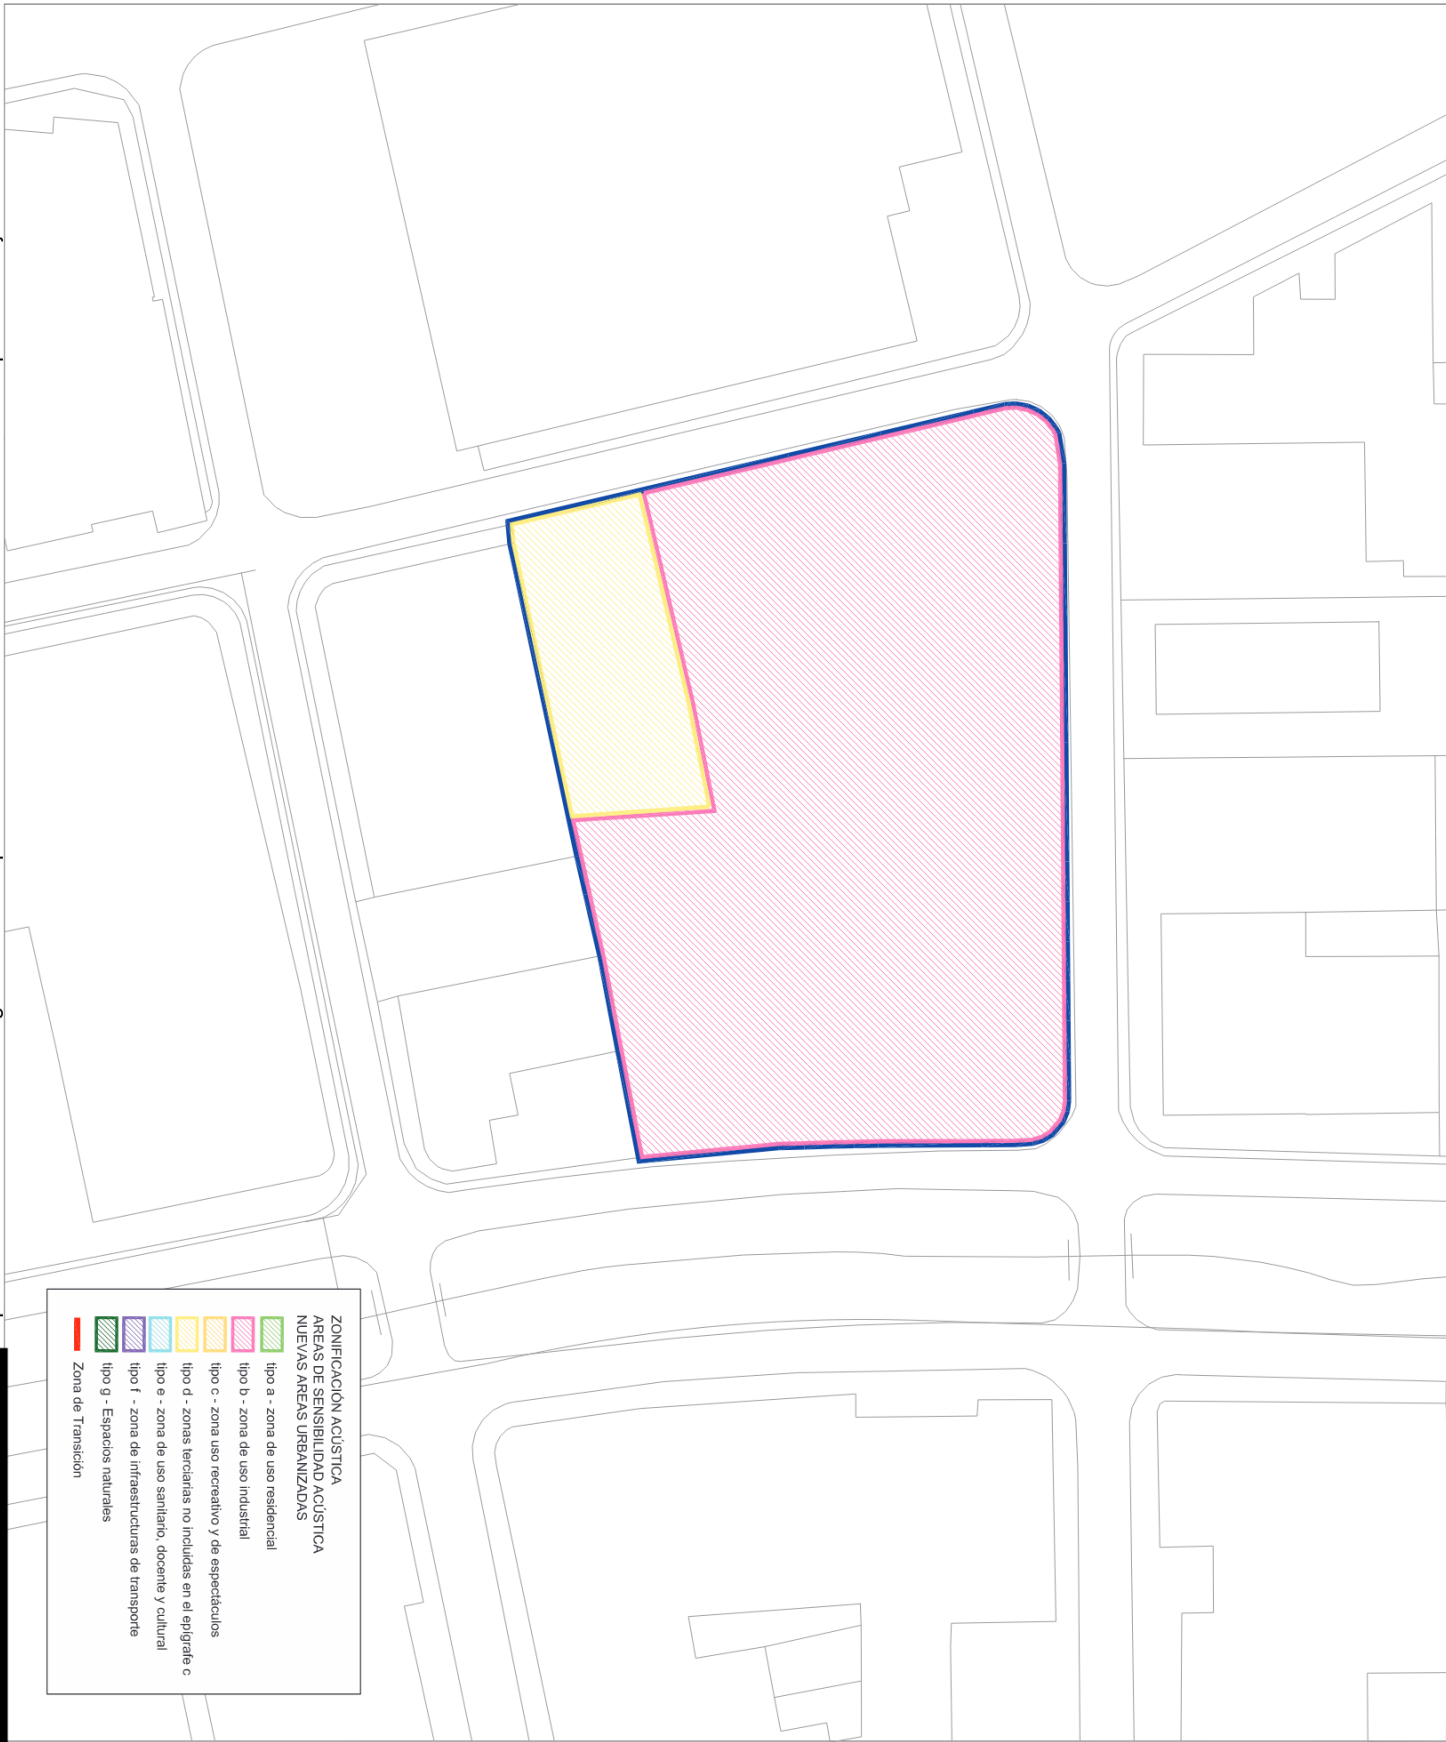 ZONIFICACIÓN ACÚSTICA
AREAS DE SENSIBILIDAD ACÚSTICA
NUEVAS AREAS URBANIZADAS
tipo a - zona de uso residencial
tipo b - zona de uso industrial
tipo c - zona uso recreativo y de espectáculos
tipo d - zonas terciarias no incluidas en el epígrafe c
tipo e - zona de uso sanitario, docente y cultural
tipo f - zona de infraestructuras de transporte
tipo g - Espacios naturales
Zona de Transición